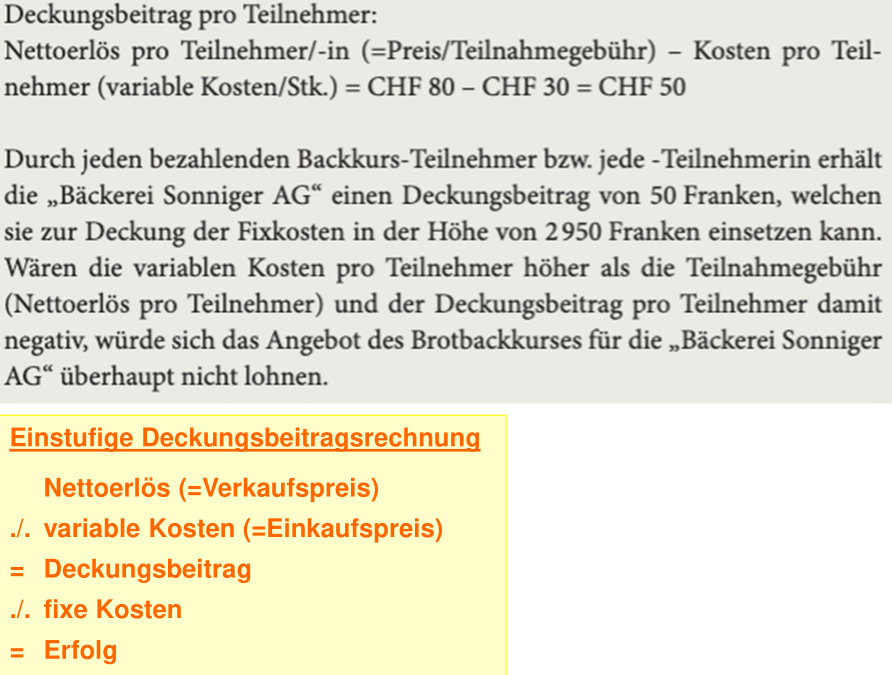 Deckungsbeitrag pro Teilnehmer:
Nettoerlös pro Teilnehmer/-in (=Preis/Teilnahmegebühr) – Kosten pro Teil-
nehmer (variable Kosten/Stk.) = CHF 80 – CHF 30 = CHF 50
Durch jeden bezahlenden Backkurs-Teilnehmer bzw. jede -Teilnehmerin erhält
die „Bäckerei Sonniger AG“ einen Deckungsbeitrag von 50 Franken, welchen
sie zur Deckung der Fixkosten in der Höhe von 2 950 Franken einsetzen kann.
Wären die variablen Kosten pro Teilnehmer höher als die Teilnahmegebühr
(Nettoerlös pro Teilnehmer) und der Deckungsbeitrag pro Teilnehmer damit
negativ, würde sich das Angebot des Brotbackkurses für die „Bäckerei Sonniger
AG“ überhaupt nicht lohnen.
Einstufige Deckungsbeitragsrechnung
Nettoerlös (=Verkaufspreis)
./. variable Kosten (=Einkaufspreis)
= Deckungsbeitrag
./. fixe Kosten
= Erfolg